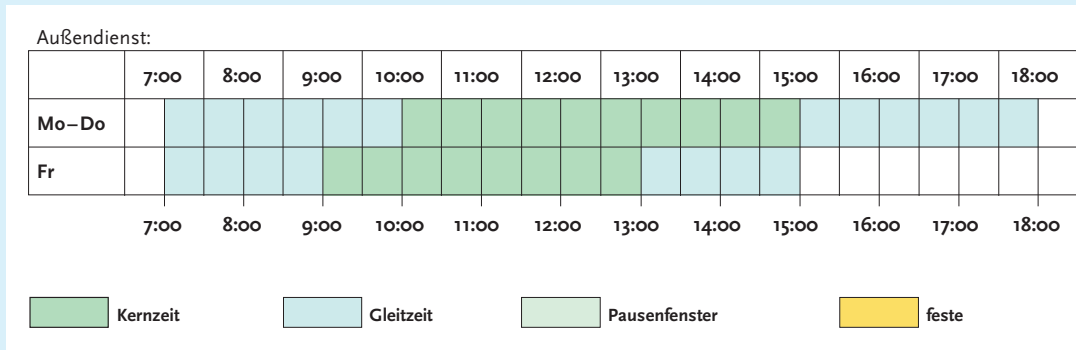 Außendienst:
7:00 8:00 9:00 10:00 11:00 12:00 13:00 14:00 15:00 16:00 17:00 18:00
Mo–Do
Fr
7:00 8:00 9:00 10:00 11:00 12:00 13:00 14:00 15:00 16:00 17:00 18:00
Kernzeit Gleitzeit Pausenfenster feste